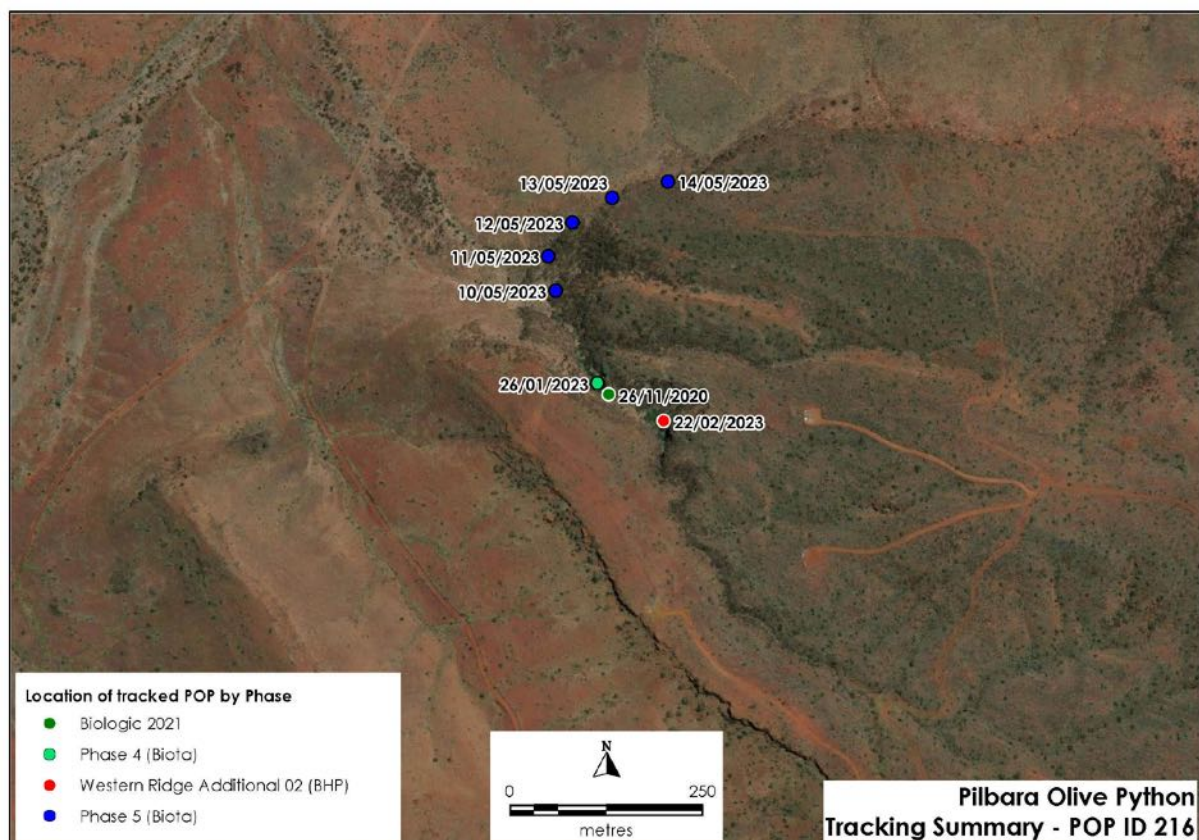 13/05/2023
14/05/2023
12/05/2023
11/05/2023
10/05/2023
26/01/2023
26/11/2020
22/02/2023
Location of tracked POP by Phase
Biologic 2021
Phase 4 (Biota)
Western Ridge Additional 02 (BHP)
Phase 5 (Biota)
N
0 250
metres
Pilbara Olive Python
Tracking Summary - POP ID 216